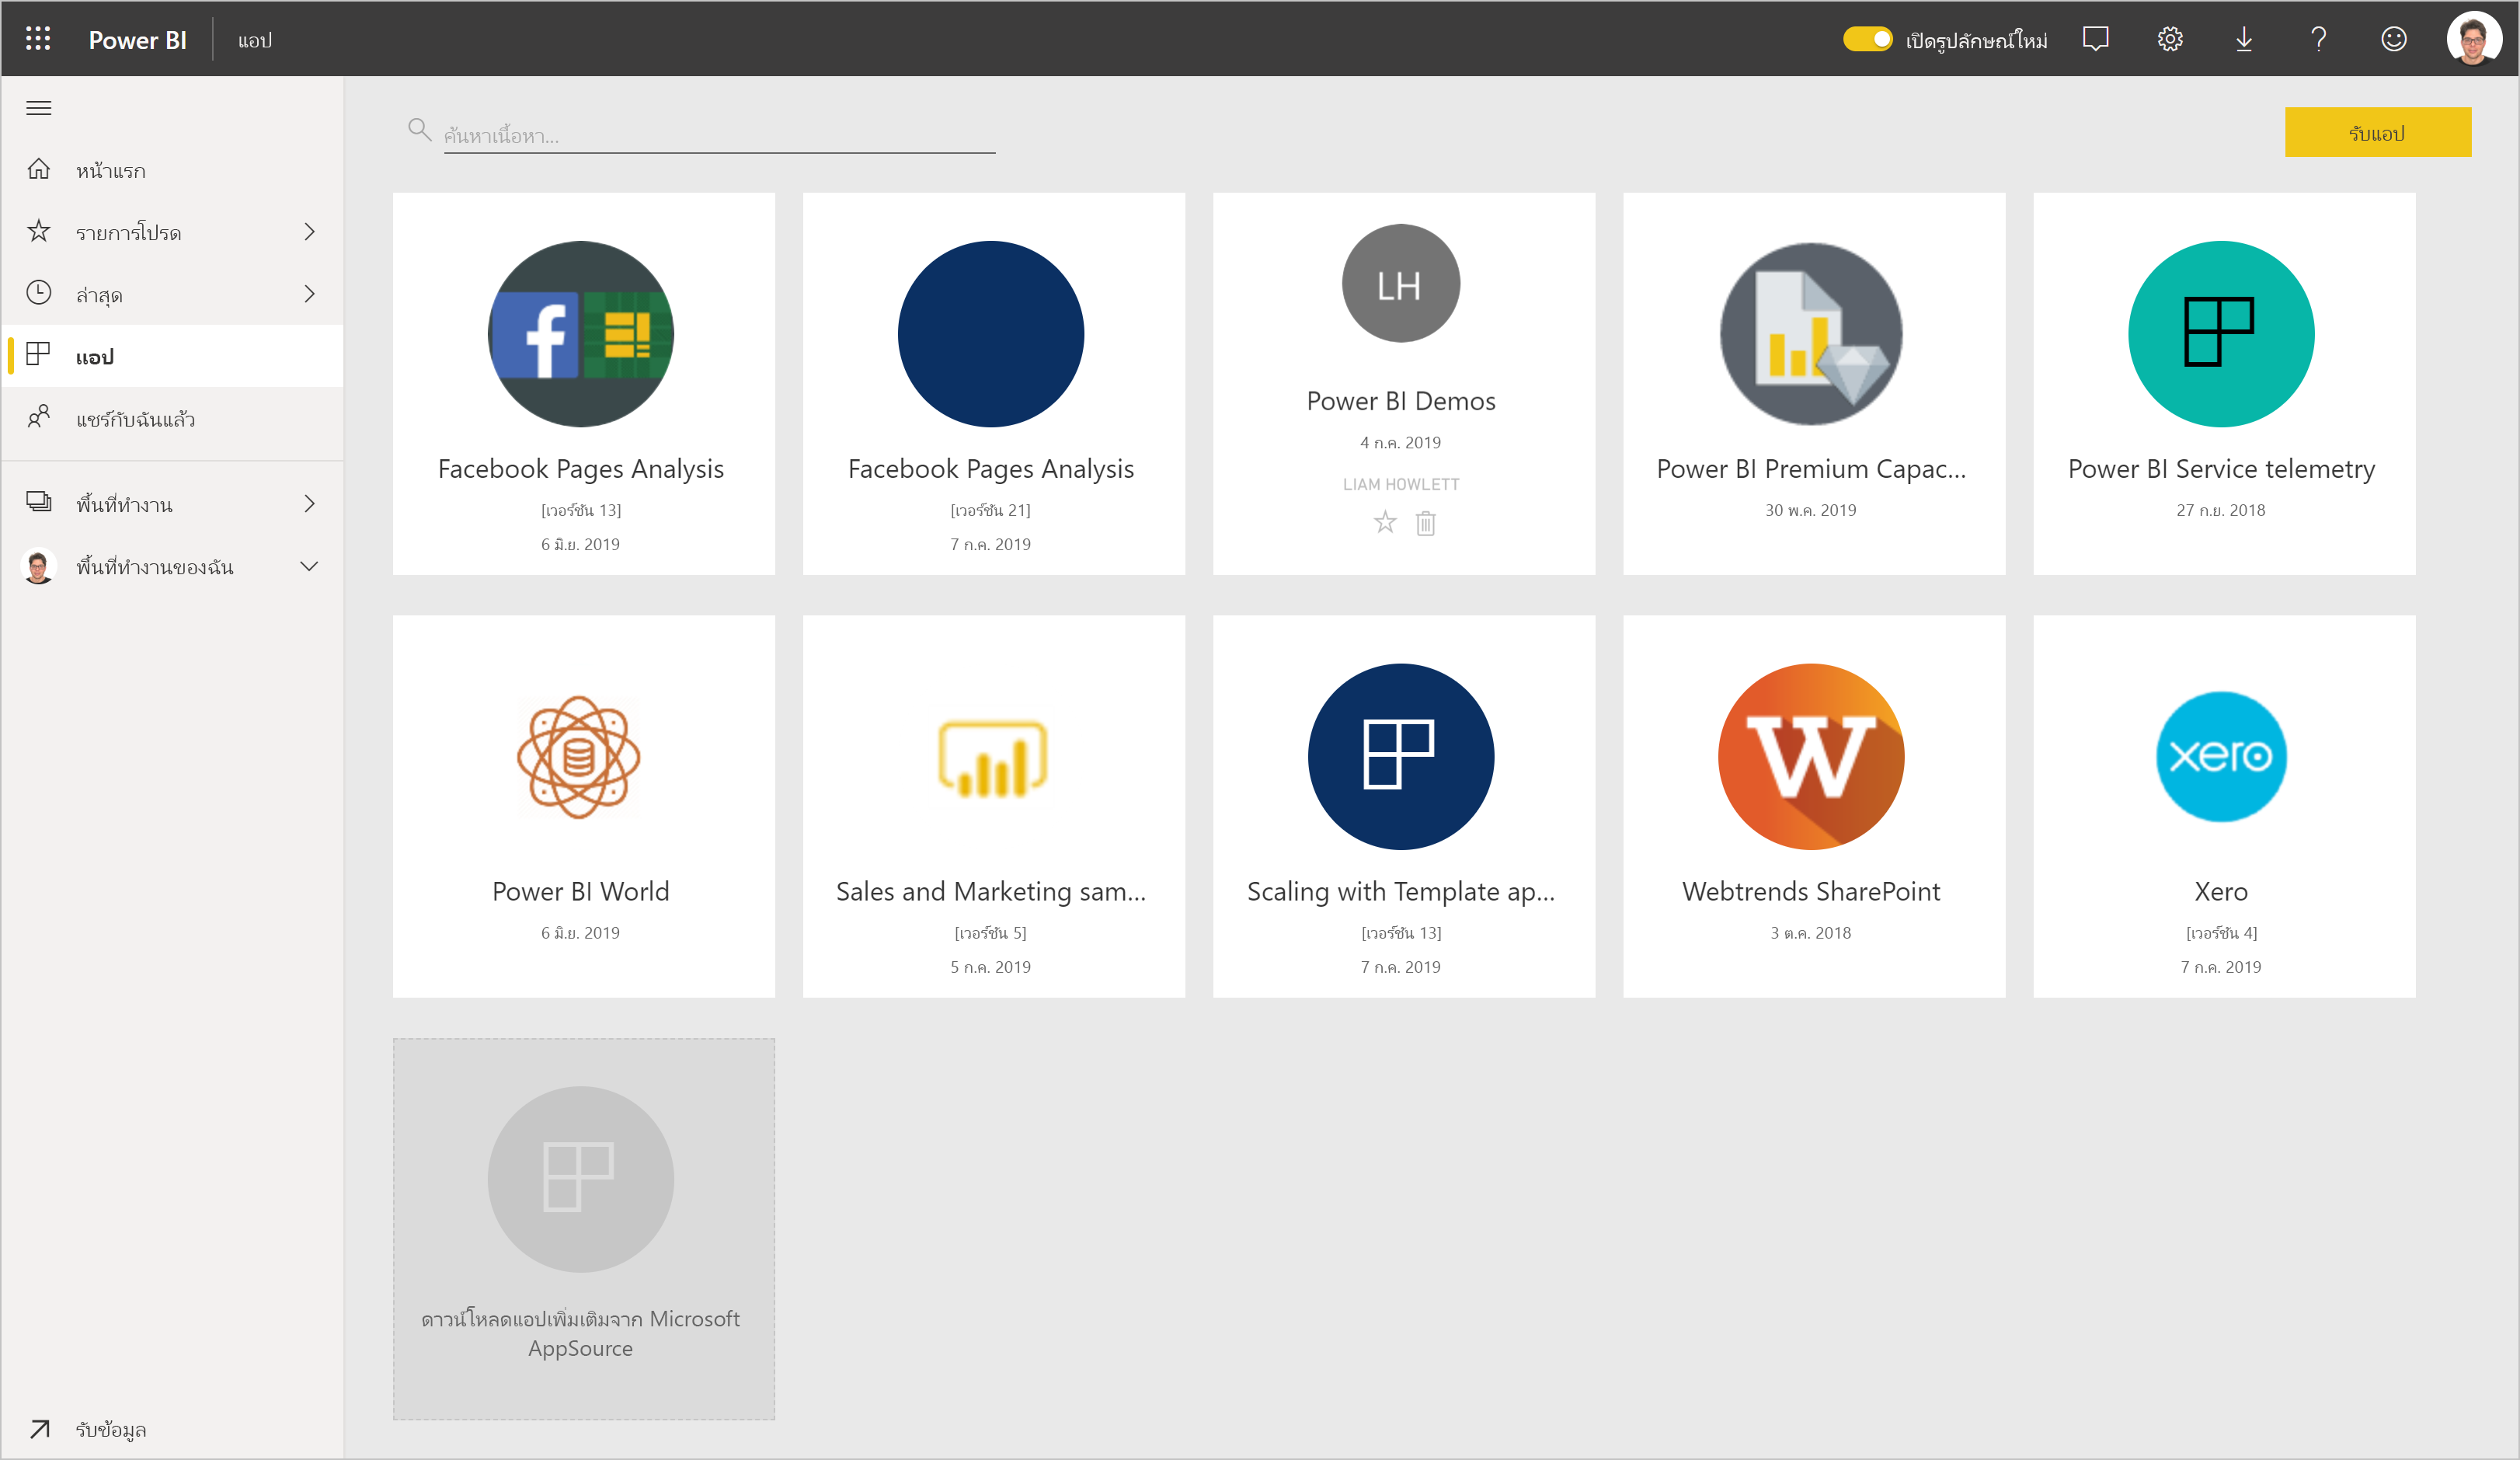 Power BI
แอป
เปิดรูปลักษณ์ใหม่
หน้าแรก
รายการโปรด
ล่าสุด
แอป
แชร์กับฉันแล้ว
พื้นที่ทำงาน
พื้นที่ทำงานของฉัน
รับข้อมูล
ค้นหาเนื้อหา...
รับแอป
f
Facebook Pages Analysis
[เวอร์ชัน 13]
6 มิ.ย. 2019
Facebook Pages Analysis
[เวอร์ชัน 21]
7 ก.ค. 2019
LH
Power BI Demos
4 ก.ค. 2019
LIAM HOWLETT
Power BI Premium Capac...
30 พ.ค. 2019
Power BI Service telemetry
27 ก.ย. 2018
Power BI World
6 มิ.ย. 2019
Sales and Marketing sam...
[เวอร์ชัน 5]
5 ก.ค. 2019
Scaling with Template ap...
[เวอร์ชัน 13]
7 ก.ค. 2019
W
Webtrends SharePoint
3 ต.ค. 2018
xero
Xero
[เวอร์ชัน 4]
7 ก.ค. 2019
ดาวน์โหลดแอปเพิ่มเติมจาก Microsoft
AppSource